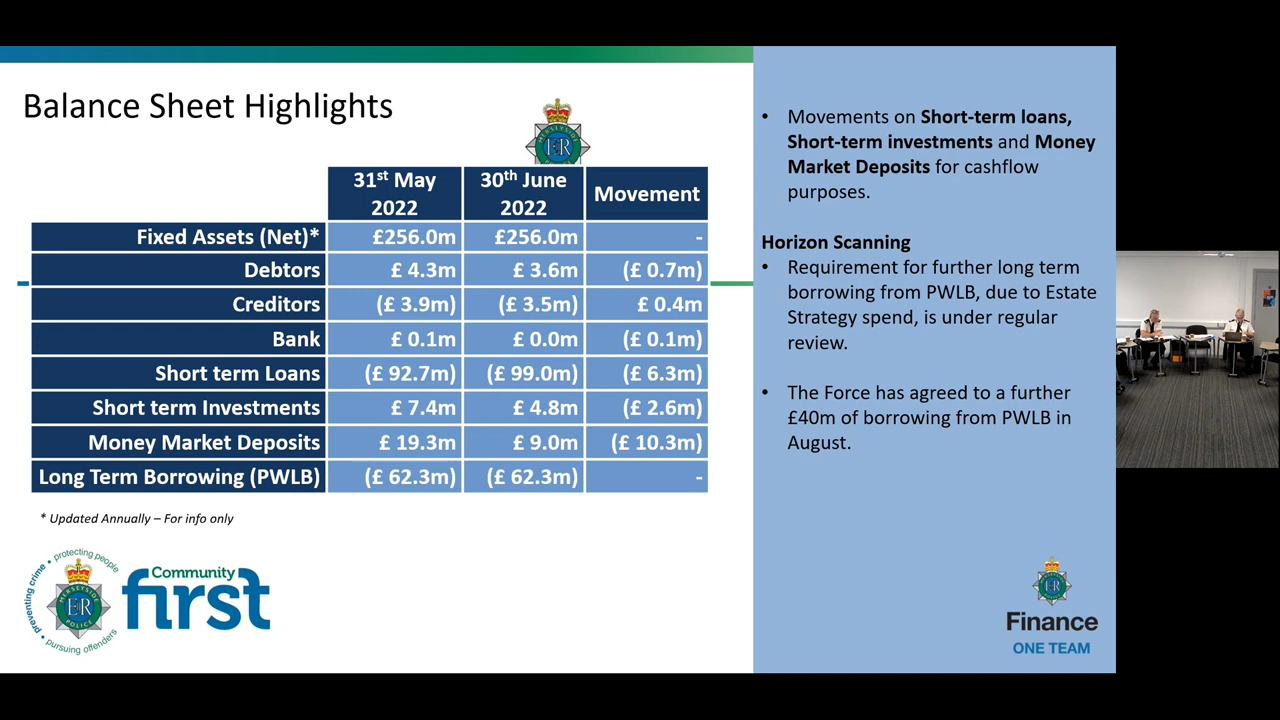 Balance Sheet Highlights
31st May 2022 30th June 2022 Movement
Fixed Assets (Net)* £256.0m £256.0m -
Debtors £ 4.3m £ 3.6m (£ 0.7m)
Creditors (£ 3.9m) (£ 3.5m) £ 0.4m
Bank £ 0.1m £ 0.0m (£ 0.1m)
Short term Loans (£ 92.7m) (£ 99.0m) (£ 6.3m)
Short term Investments £ 7.4m £ 4.8m (£ 2.6m)
Money Market Deposits £ 19.3m £ 9.0m (£ 10.3m)
Long Term Borrowing (PWLB) (£ 62.3m) (£ 62.3m) -
* Updated Annually – For info only
preventing crime • protecting people • pursuing offenders
MERSEYSIDE
ER
POLICE
Community
first
• Movements on Short-term loans,
Short-term investments and Money
Market Deposits for cashflow
purposes.
Horizon Scanning
• Requirement for further long term
borrowing from PWLB, due to Estate
Strategy spend, is under regular
review.
• The Force has agreed to a further
£40m of borrowing from PWLB in
August.
Finance
ONE TEAM